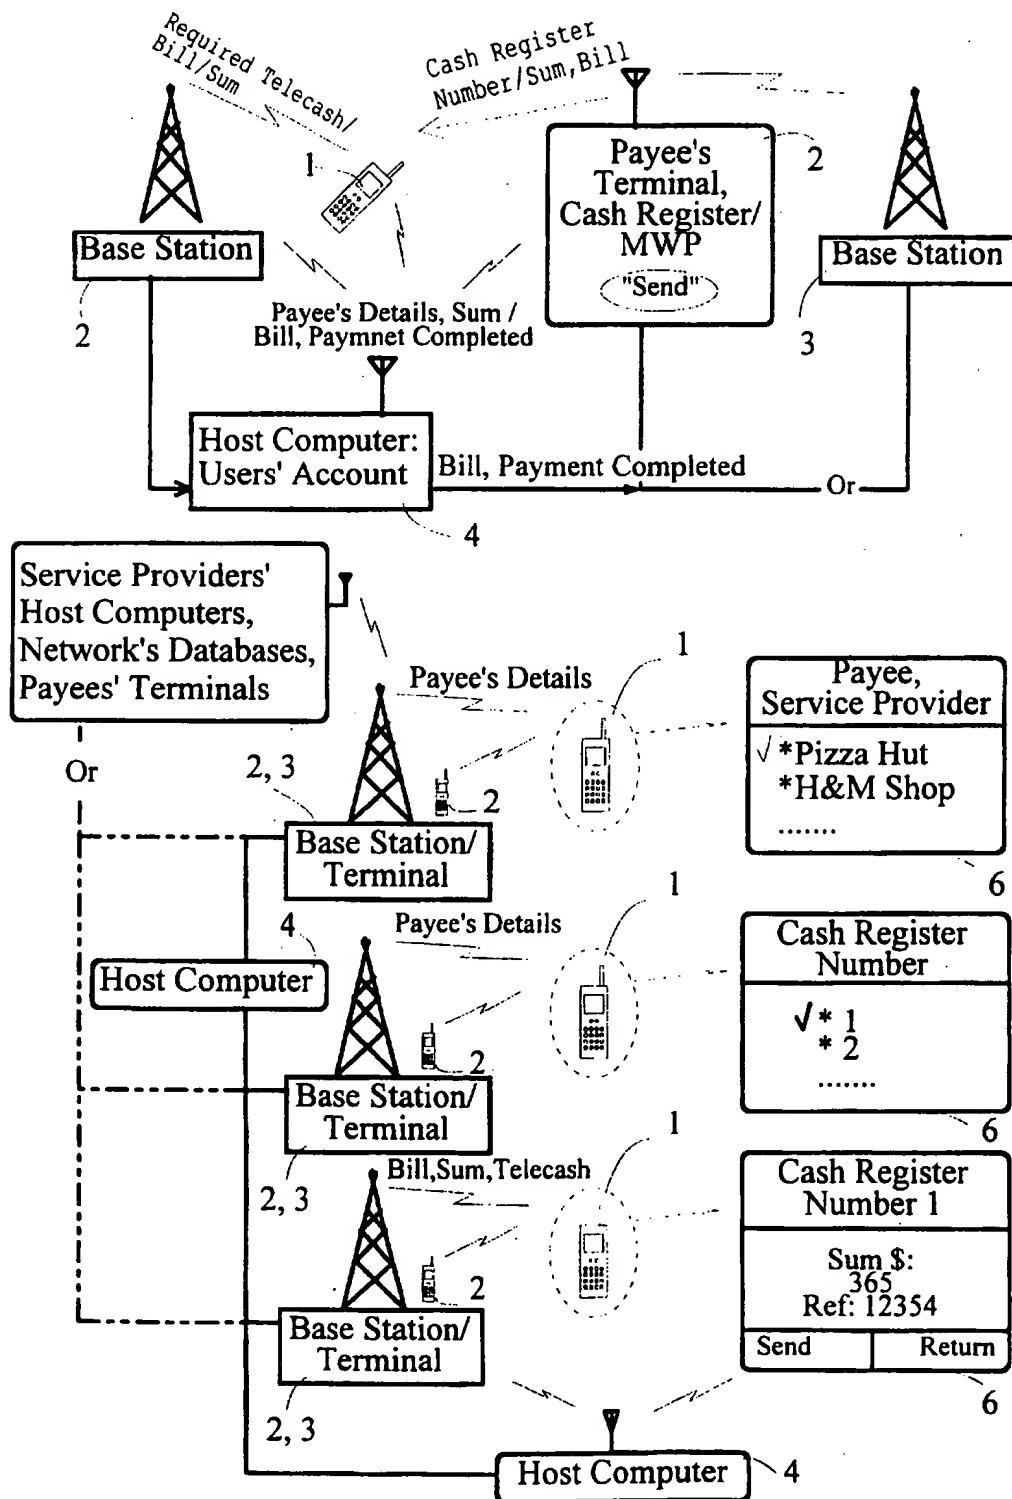 Required Telecash/
Bill/Sum
Cash Register
Number/Sum,Bill
1
Payee's
Terminal,
Cash Register/
MWP
"Send"
2
Base Station
2
Base Station
3
Payee's Details, Sum /
Bill, Paymnet Completed
Host Computer:
Users' Account
4
Bill, Payment Completed
Or
Service Providers'
Host Computers,
Network's Databases,
Payees' Terminals
Or
Payee's Details
1
2, 3
2
Base Station/
Terminal
Payee,
Service Provider
√ *Pizza Hut
*H&M Shop
.......
6
4
Host Computer
Payee's Details
1
2
Base Station/
Terminal
2, 3
Cash Register
Number
√ * 1
* 2
.......
6
Bill,Sum,Telecash
1
2
Base Station/
Terminal
2, 3
Cash Register
Number 1
Sum $:
365
Ref: 12354
Send Return
6
Host Computer
4